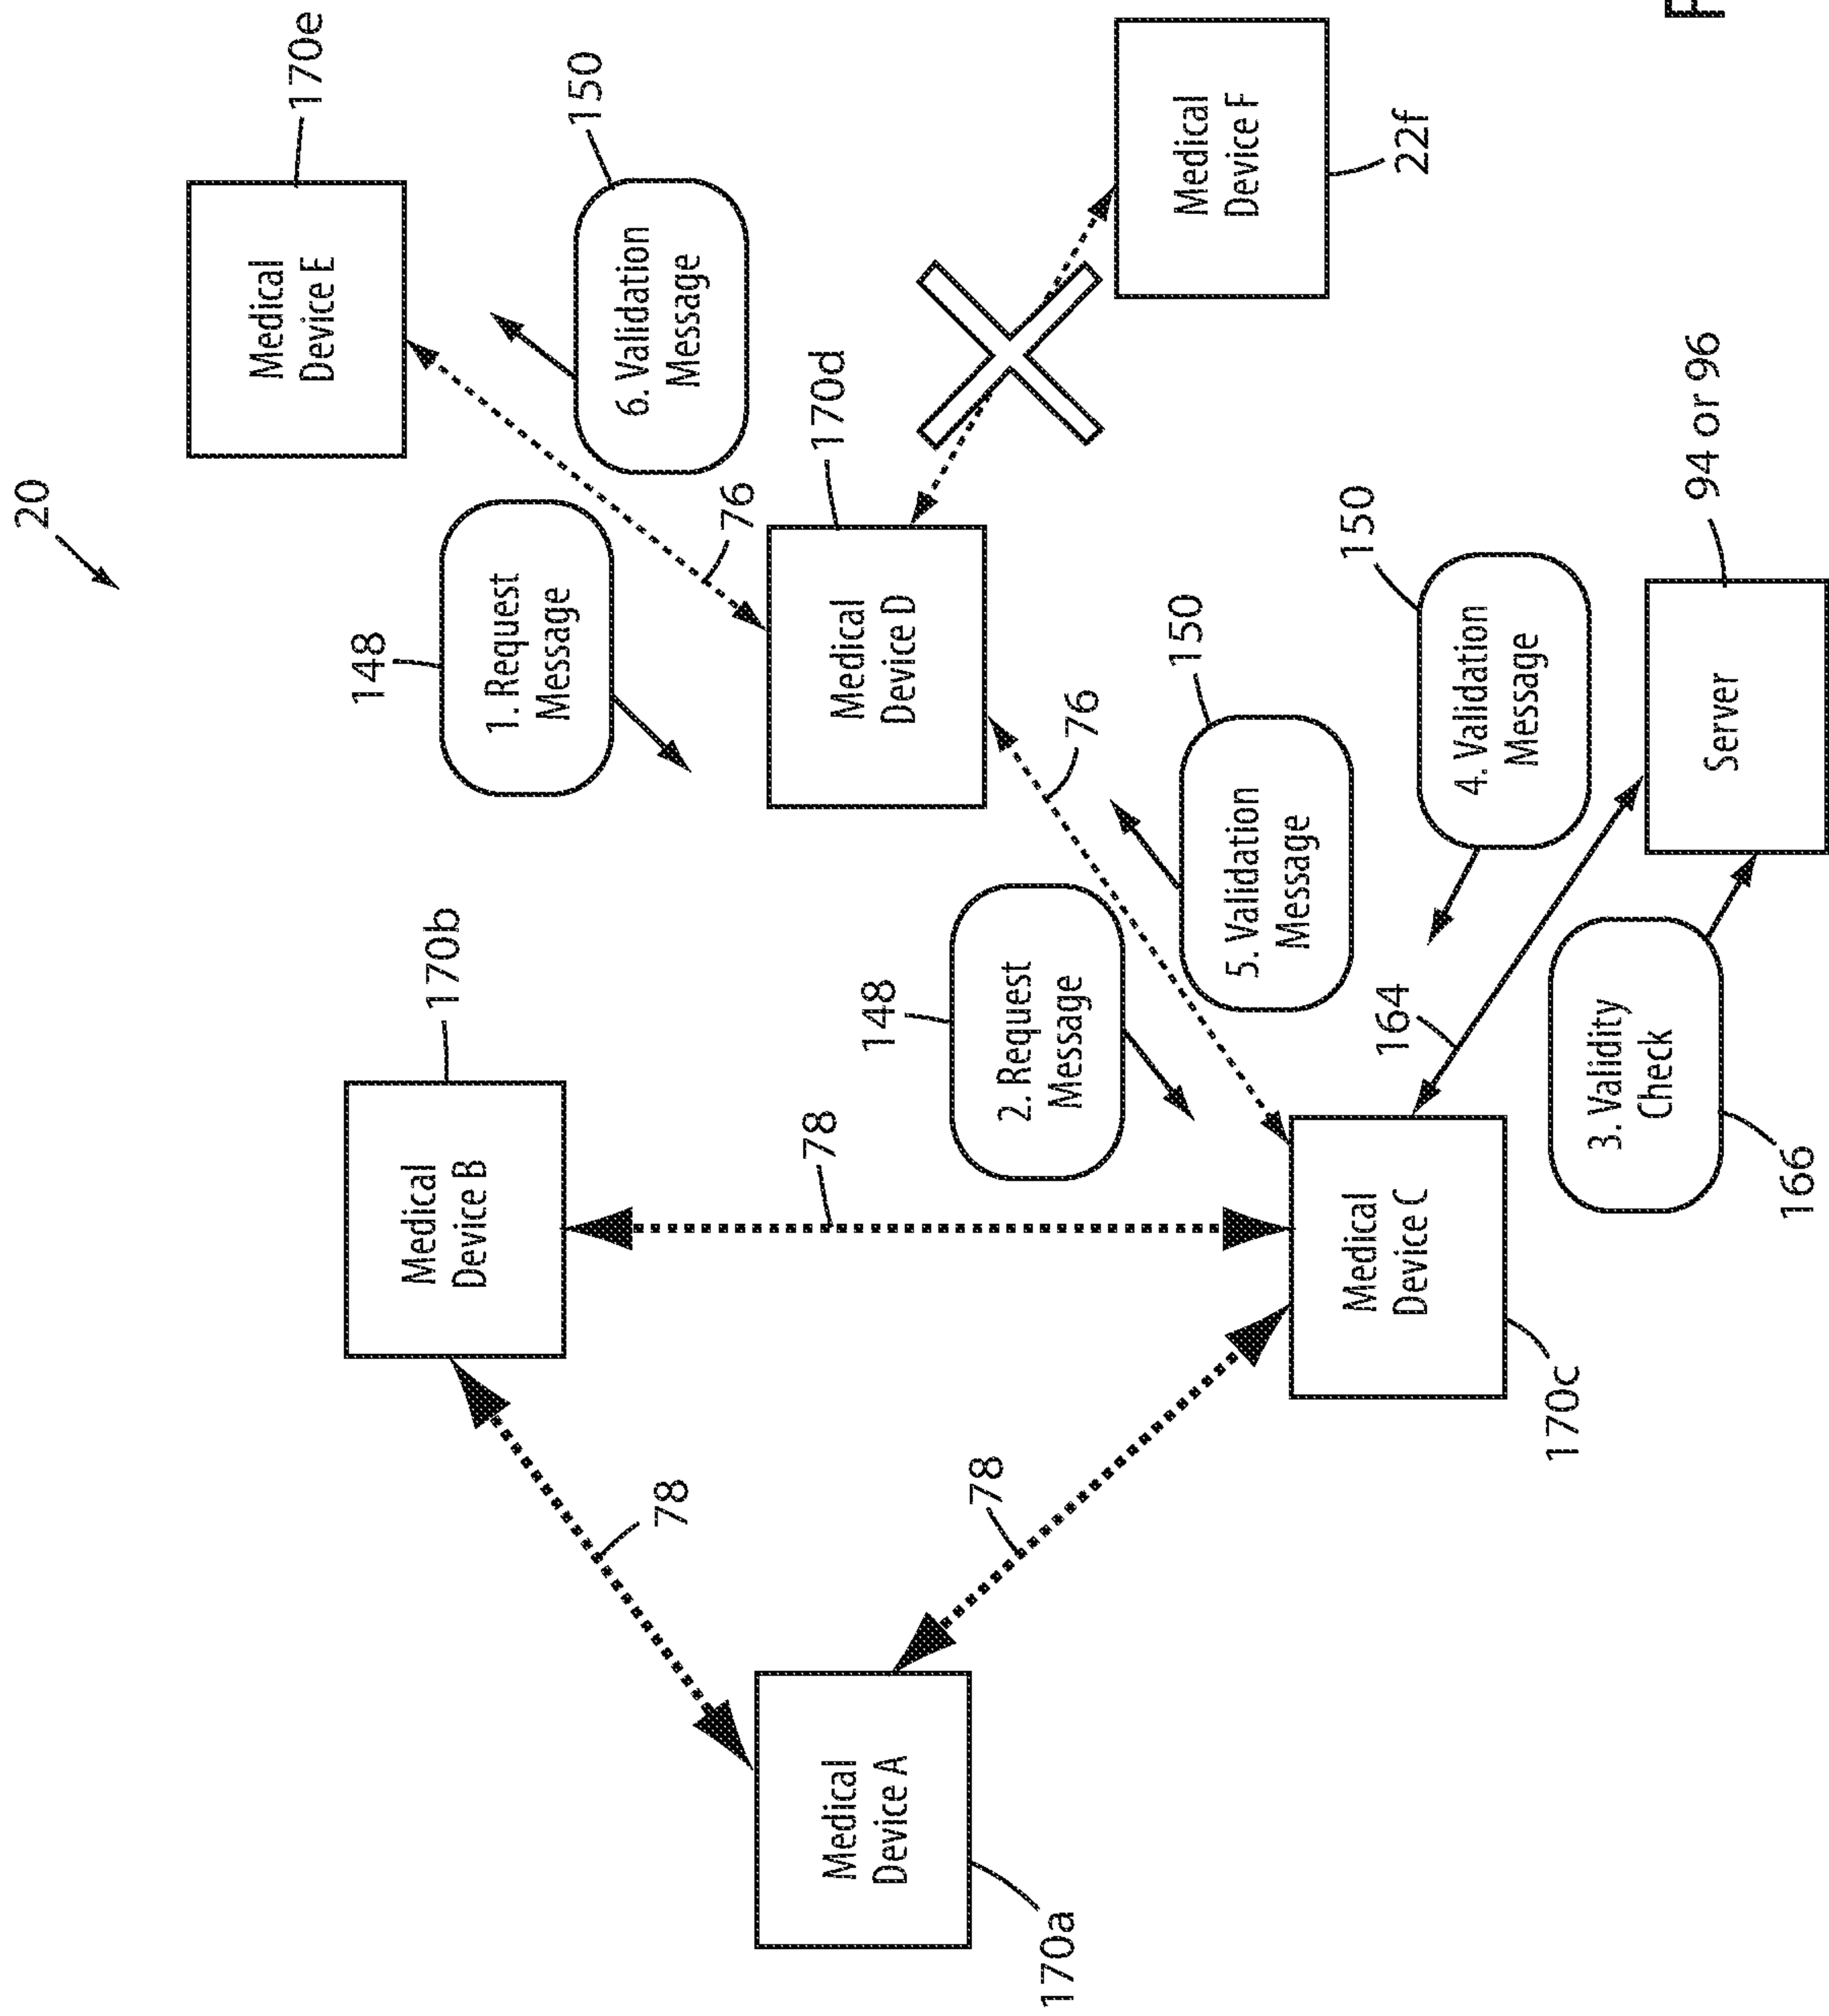 20
170e
Medical
Device E
148
170b
Medical
Device B
1. Request
Message
150
6. Validation
Message
78
76
78
170d
Medical
Device A
Medical
Device D
148
78
2. Request
Message
170a
76
150
Medical
Device F
5. Validation
Message
150
Medical
Device C
164
22f
4. Validation
Message
170c
3. Validity
Check
94 or 96
Server
166